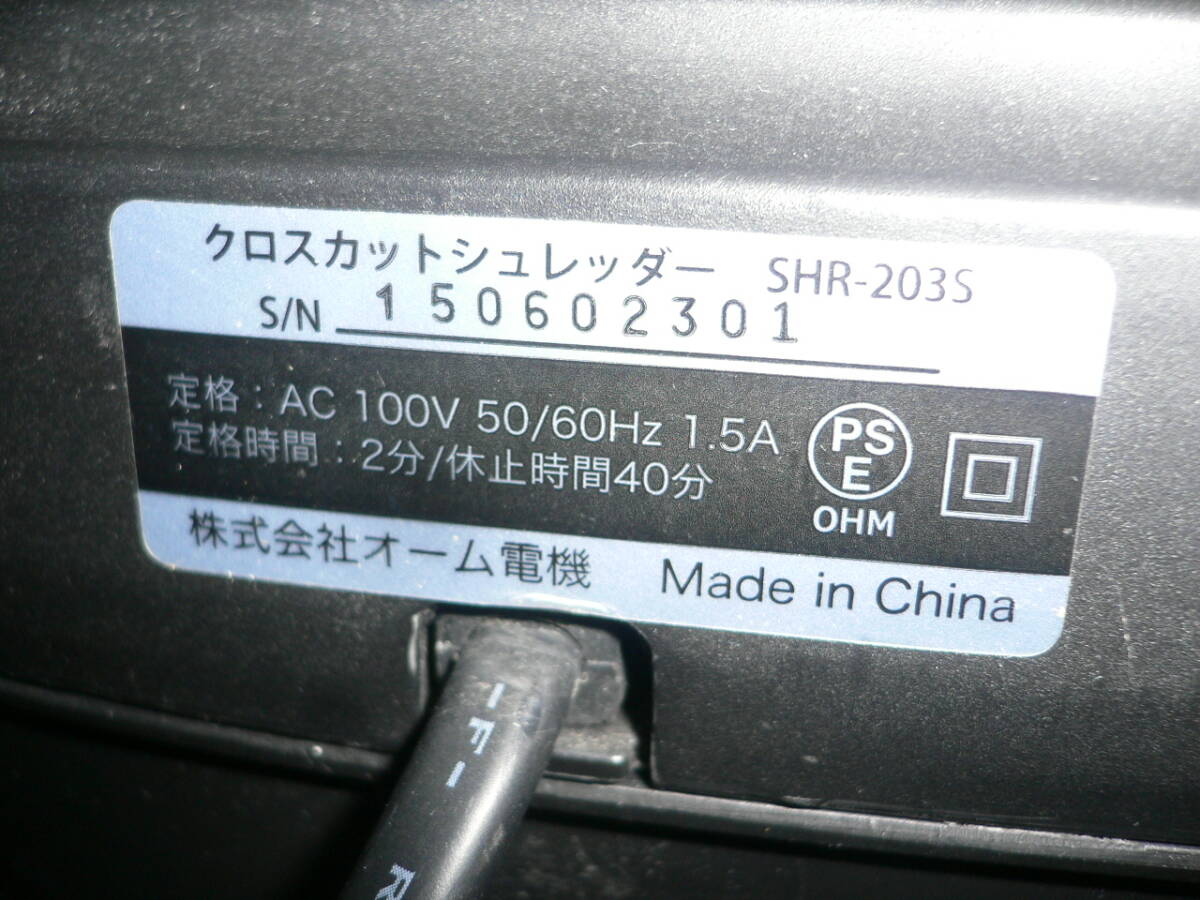 クロスカットシュレッダー SHR-203S
S/N 150602301
定格：AC 100V 50/60Hz 1.5A
定格時間：2分/休止時間40分
PS
E
OHM
株式会社オーム電機 Made in China
-F-
R